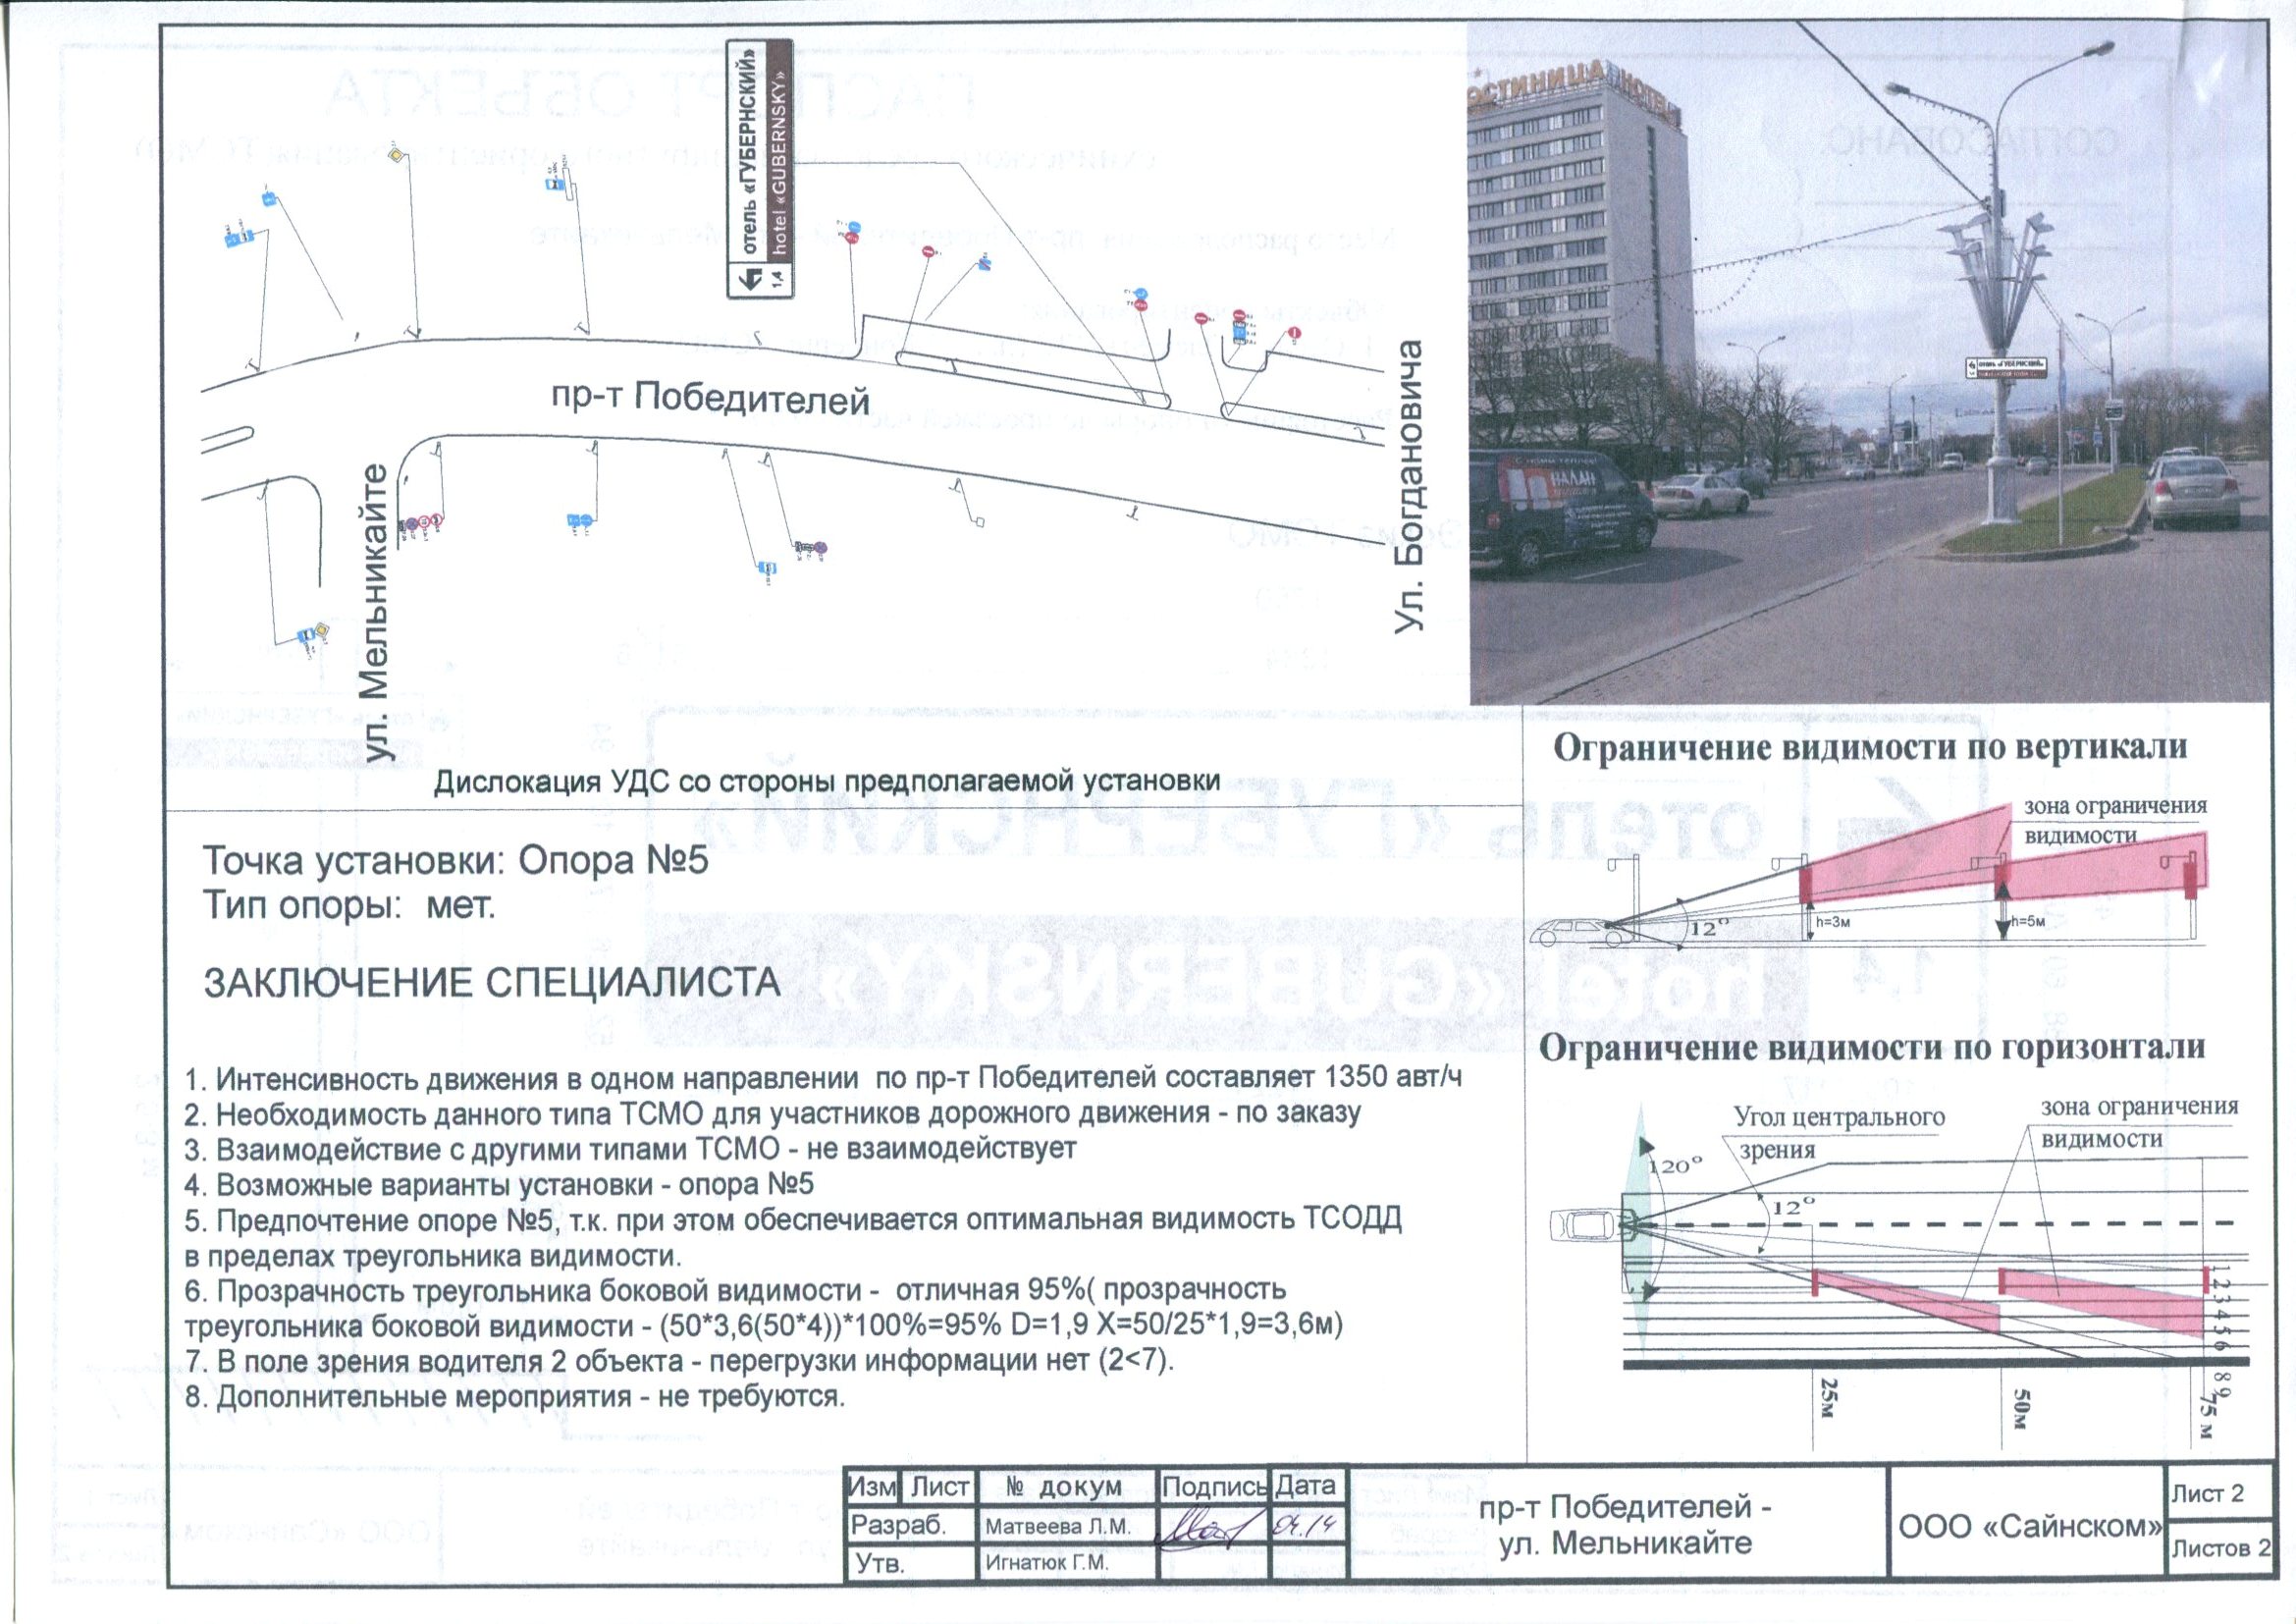 отель «ГУБЕРНСКИЙ»
hotel «GUBERNSKY»
1,4
пр-т Победителей
ул. Мельникайте
Ул. Богдановича
Дислокация УДС со стороны предполагаемой установки
ГОСТИНИЦА HOTEL
НАЛАН
отель «ГУБЕРНСКИЙ»
Точка установки: Опора №5
Тип опоры: мет.
ЗАКЛЮЧЕНИЕ СПЕЦИАЛИСТА
1. Интенсивность движения в одном направлении по пр-т Победителей составляет 1350 авт/ч
2. Необходимость данного типа ТСМО для участников дорожного движения - по заказу
3. Взаимодействие с другими типами ТСМО - не взаимодействует
4. Возможные варианты установки - опора №5
5. Предпочтение опоре №5, т.к. при этом обеспечивается оптимальная видимость ТСОДД
в пределах треугольника видимости.
6. Прозрачность треугольника боковой видимости - отличная 95%( прозрачность
треугольника боковой видимости - (50*3,6(50*4))*100%=95% D=1,9 X=50/25*1,9=3,6м)
7. В поле зрения водителя 2 объекта - перегрузки информации нет (2<7).
8. Дополнительные мероприятия - не требуются.
Ограничение видимости по вертикали
зона ограничения
видимости
12°
h=3м
h=5м
Ограничение видимости по горизонтали
Угол центрального
зрения
зона ограничения
видимости
120°
12°
1 2 3 4 5 6
8 9
25м
50м
75 м
Изм Лист № докум Подпись Дата
Разраб. Матвеева Л.М. 04.14
Утв. Игнатюк Г.М.
пр-т Победителей -
ул. Мельникайте
ООО «Сайнском»
Лист 2
Листов 2